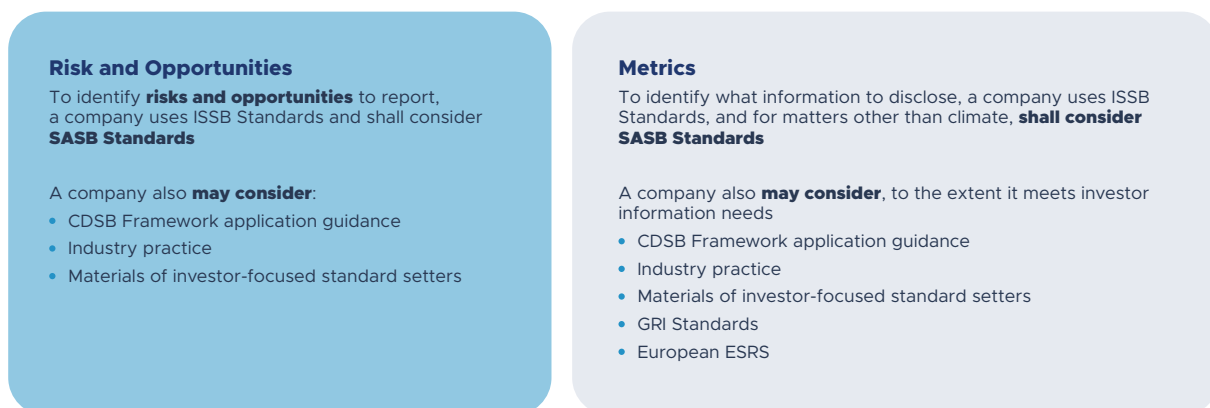 Risk and Opportunities
To identify risks and opportunities to report,
a company uses ISSB Standards and shall consider
SASB Standards
A company also may consider:
• CDSB Framework application guidance
• Industry practice
• Materials of investor-focused standard setters
Metrics
To identify what information to disclose, a company uses ISSB
Standards, and for matters other than climate, shall consider
SASB Standards
A company also may consider, to the extent it meets investor
information needs
• CDSB Framework application guidance
• Industry practice
• Materials of investor-focused standard setters
• GRI Standards
• European ESRS